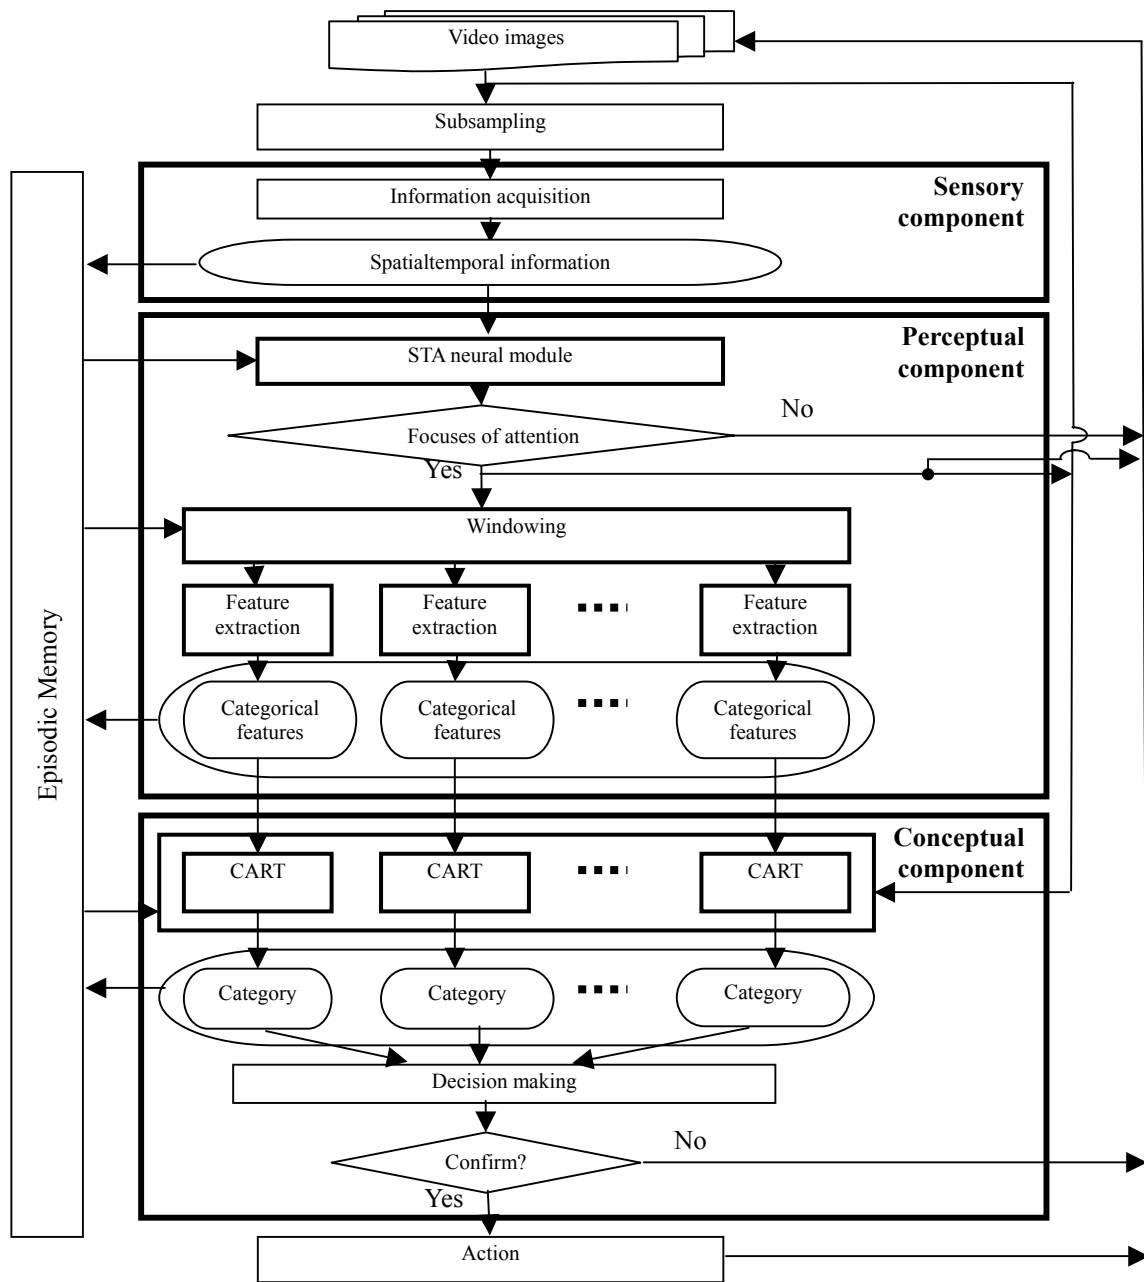 Video images
Subsampling
Sensory
component
Information acquisition
Spatialtemporal information
Perceptual
component
STA neural module
No
Focuses of attention
Yes
Windowing
Feature
extraction
Feature
extraction
Feature
extraction
Categorical
features
Categorical
features
Categorical
features
Episodic Memory
Conceptual
component
CART
CART
CART
Category
Category
Category
Decision making
No
Confirm?
Yes
Action